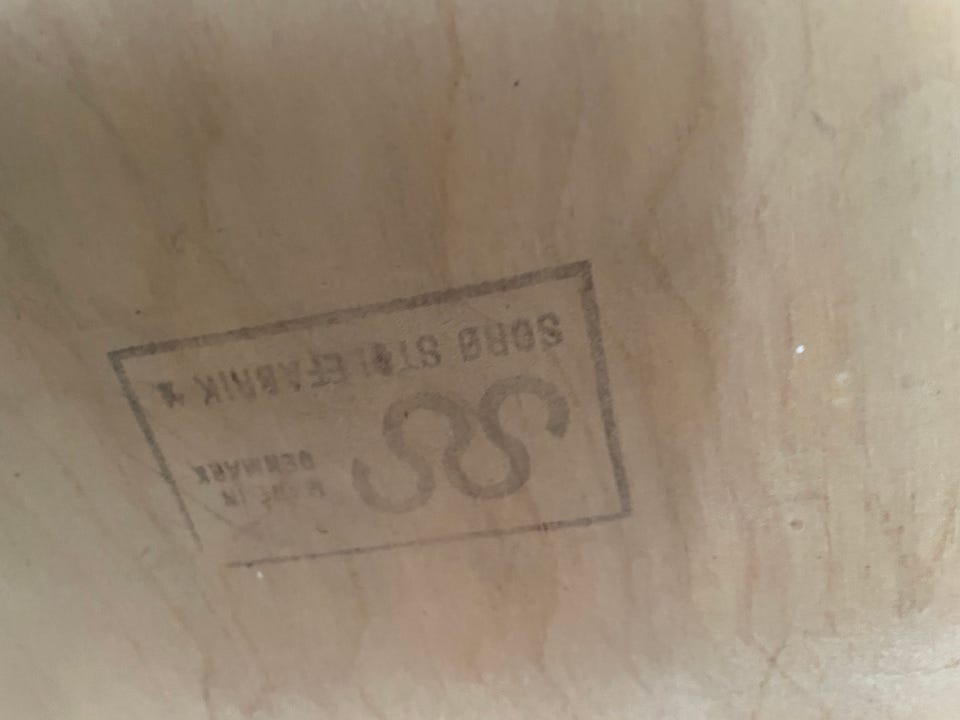 SS
MADE IN
DENMARK
SORØ STOLEFABRIK